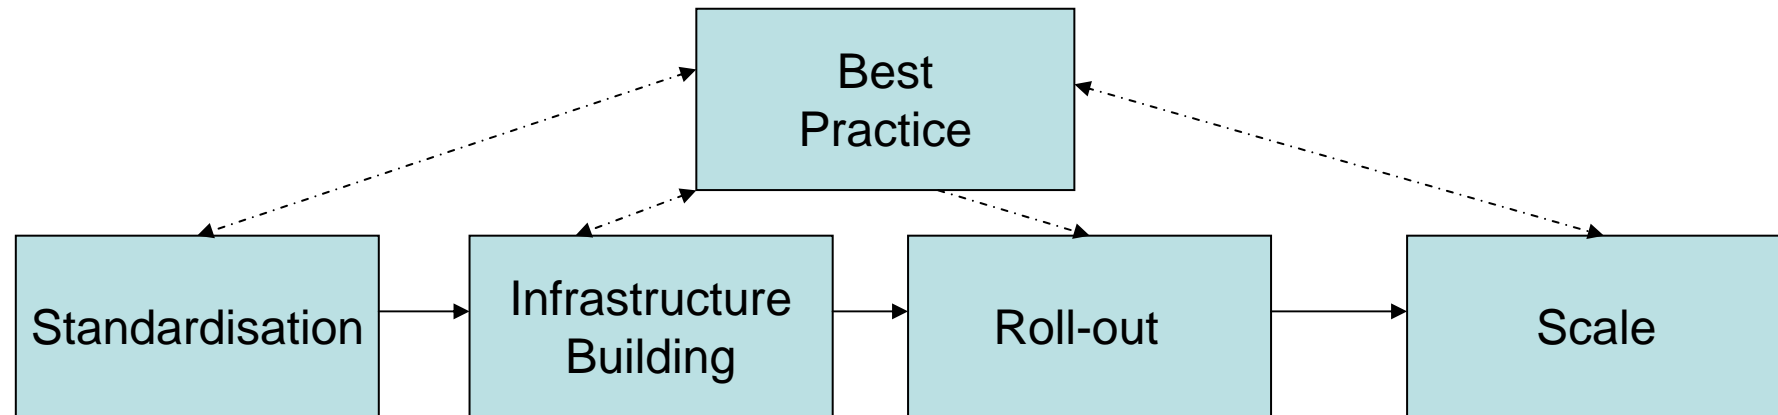 Best
Practice
Standardisation
Infrastructure
Building
Roll-out
Scale